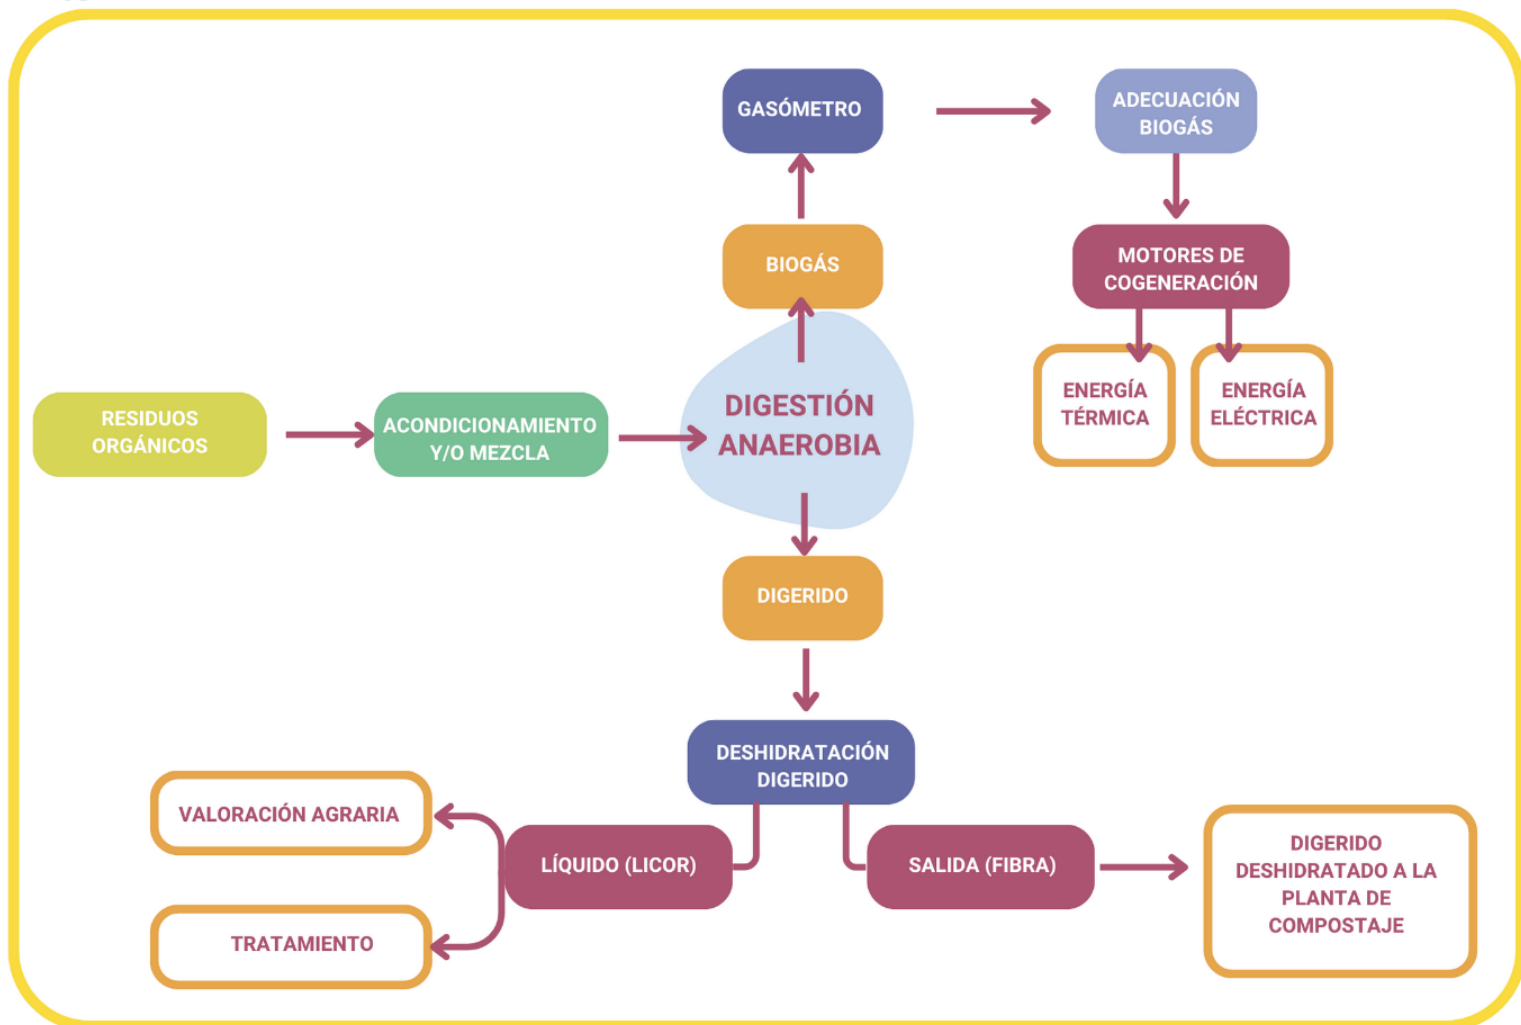 GASÓMETRO
ADECUACIÓN
BIOGÁS
BIOGÁS
MOTORES DE
COGENERACIÓN
ENERGÍA
TÉRMICA
ENERGÍA
ELÉCTRICA
RESIDUOS
ORGÁNICOS
ACONDICIONAMIENTO
Y/O MEZCLA
DIGESTIÓN
ANAEROBIA
DIGERIDO
DESHIDRATACIÓN
DIGERIDO
VALORACIÓN AGRARIA
LÍQUIDO (LICOR)
SALIDA (FIBRA)
DIGERIDO
DESHIDRATADO A LA
PLANTA DE
COMPOSTAJE
TRATAMIENTO